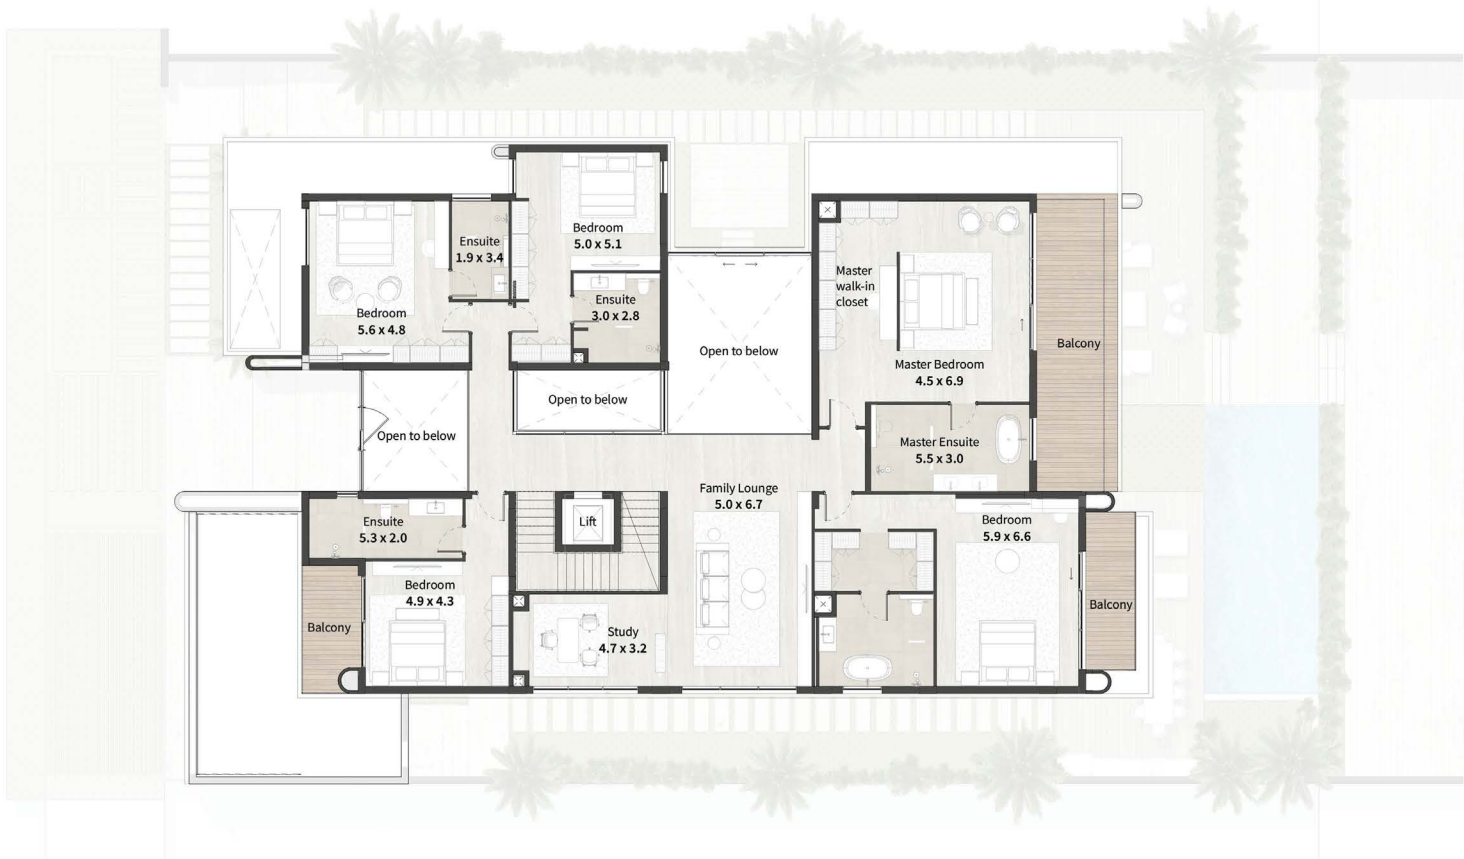 Bedroom
5.0 x 5.1
Ensuite
1.9 x 3.4
Ensuite
3.0 x 2.8
Bedroom
5.6 x 4.8
Master
walk-in
closet
Open to below
Balcony
Master Bedroom
4.5 x 6.9
Open to below
Open to below
Master Ensuite
5.5 x 3.0
Family Lounge
5.0 x 6.7
Ensuite
5.3 x 2.0
Lift
Bedroom
5.9 x 6.6
Bedroom
4.9 x 4.3
Balcony
Balcony
Study
4.7 x 3.2